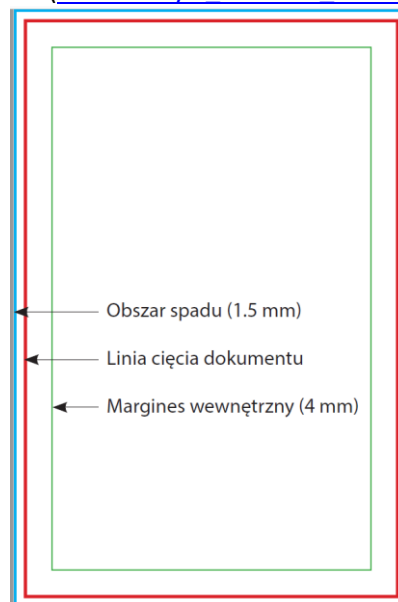 Obszar spadu (1.5 mm)
Linia cięcia dokumentu
Margines wewnętrzny (4 mm)